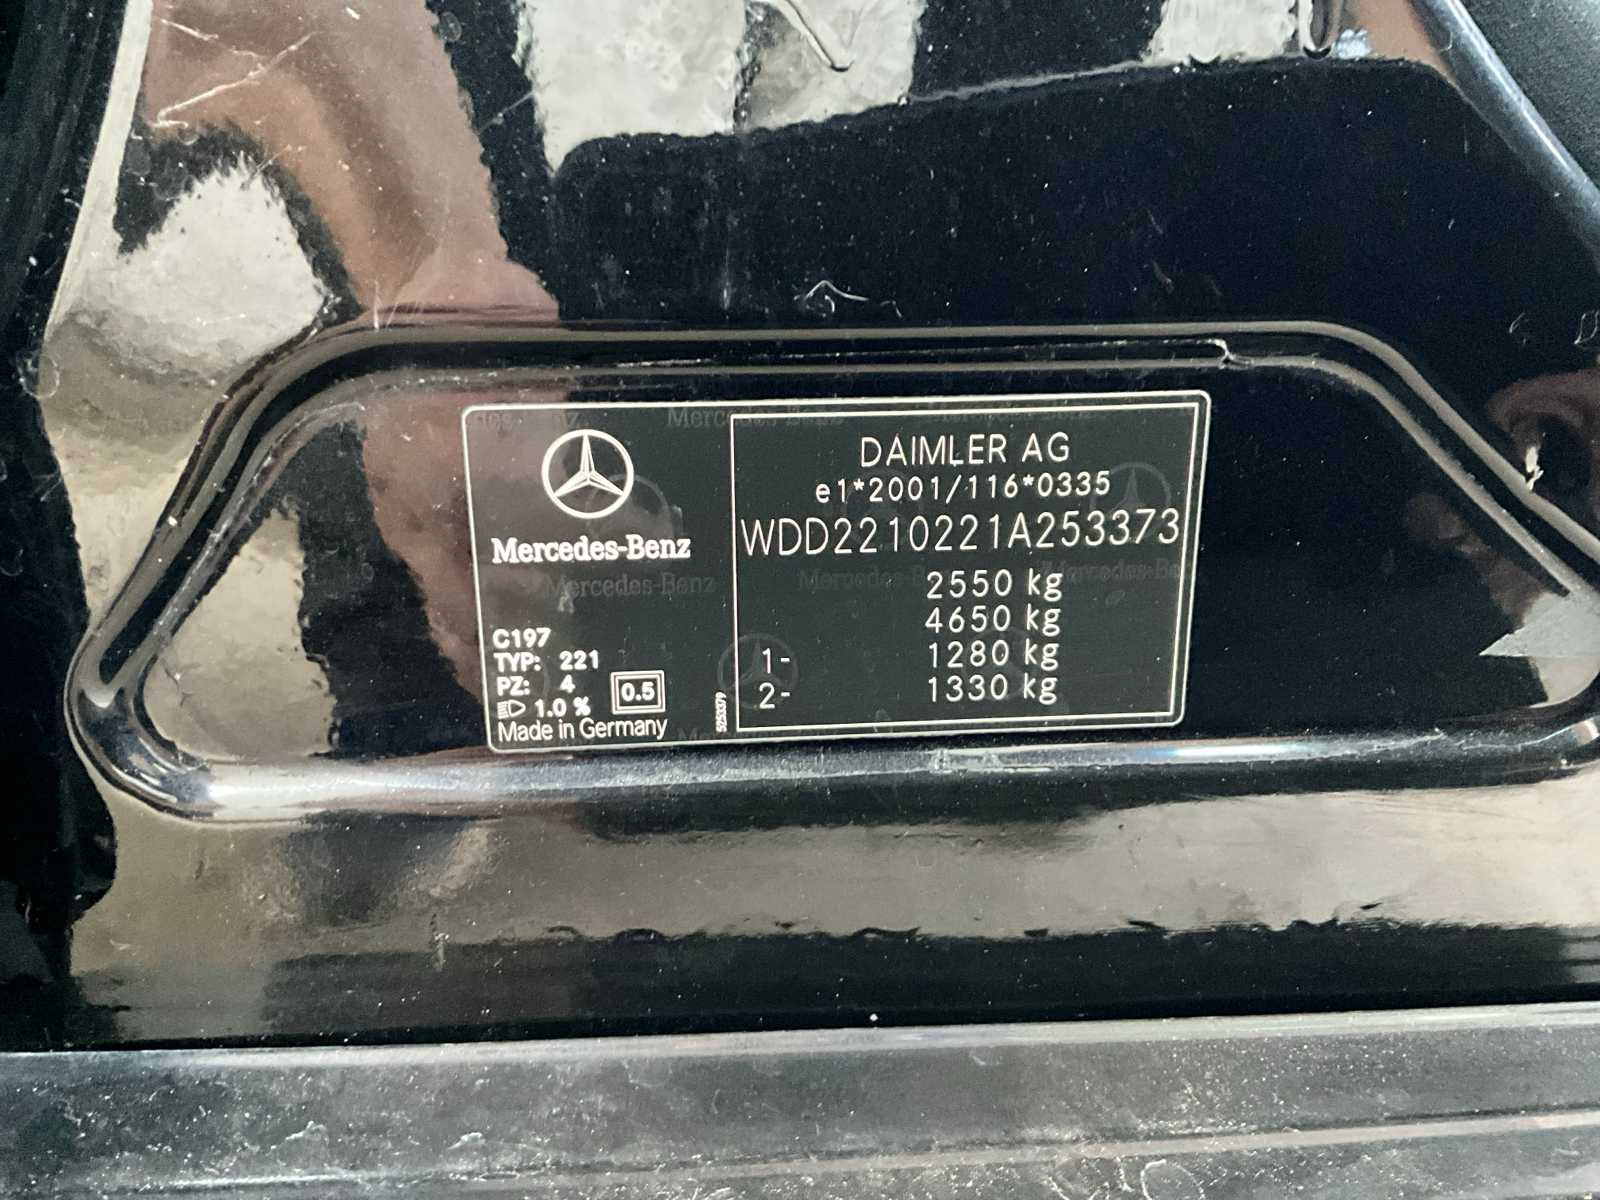 Mercedes-Benz
C197
TYP: 221
PZ: 4
1.0 %
0.5
Made in Germany
5253379
DAIMLER AG
e1*2001/116*0335
WDD2210221A253373
2550 kg
4650 kg
1- 1280 kg
2- 1330 kg